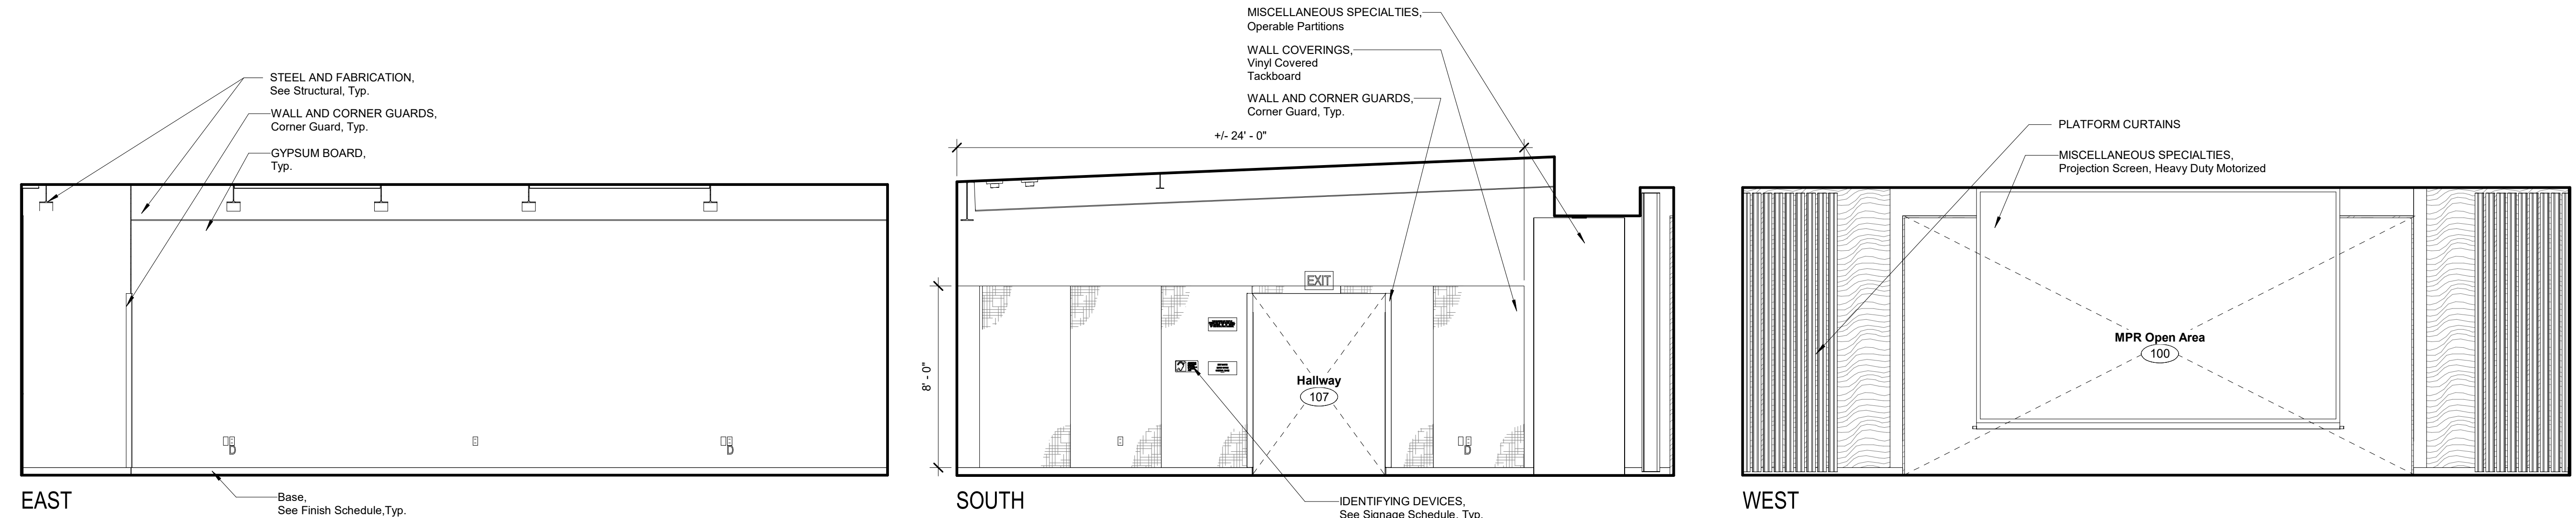 STEEL AND FABRICATION,
See Structural, Typ.
WALL AND CORNER GUARDS,
Corner Guard, Typ.
GYPSUM BOARD,
Typ.
D
D
Base,
See Finish Schedule,Typ.
EAST
MISCELLANEOUS SPECIALTIES,
Operable Partitions
WALL COVERINGS,
Vinyl Covered
Tackboard
WALL AND CORNER GUARDS,
Corner Guard, Typ.
+/- 24' - 0"
8' - 0"
EXIT
Hallway
107
D
IDENTIFYING DEVICES,
See Signage Schedule, Typ.
SOUTH
PLATFORM CURTAINS
MISCELLANEOUS SPECIALTIES,
Projection Screen, Heavy Duty Motorized
MPR Open Area
100
WEST